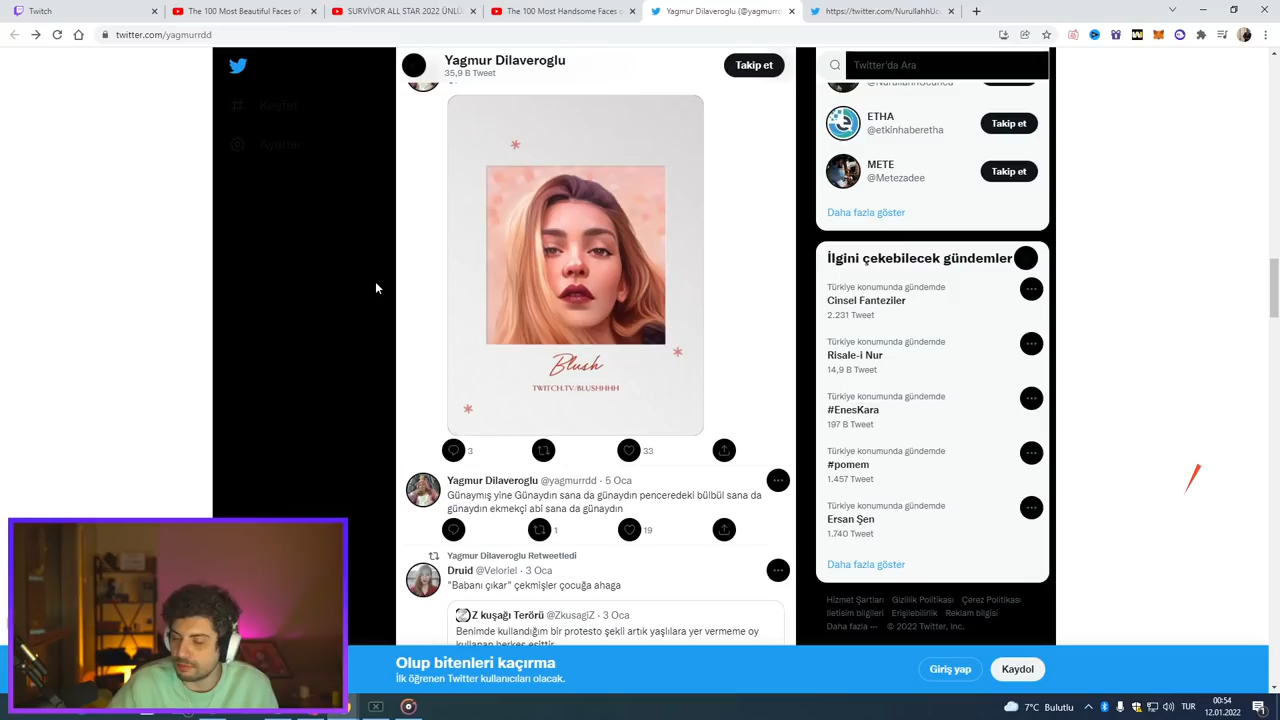 Twitch
The 100 Most Beautiful Faces of
SURVİVOR ALL STAR 2022 ÜNLÜ
The 100 Most Handsome Faces o
Yagmur Dilaveroglu (@yagmurrd
twitter.com/yagmurrdd
Yagmur Dilaveroglu
35,9 B Tweet
Takip et
Twitter'da Ara
Keşfet
Ayarlar
ETHA
@etkinhaberetha
Takip et
METE
@Metezadee
Takip et
Daha fazla göster
Blush
TWITCH.TV/BLUSHHHH
3
33
İlgini çekebilecek gündemler
Türkiye konumunda gündemde
Cinsel Fanteziler
2.231 Tweet
Türkiye konumunda gündemde
Risale-i Nur
14,9 B Tweet
Türkiye konumunda gündemde
#EnesKara
197 B Tweet
Türkiye konumunda gündemde
#pomem
1.457 Tweet
Türkiye konumunda gündemde
Ersan Şen
1.740 Tweet
Daha fazla göster
Yagmur Dilaveroglu @yagmurrdd · 5 Oca
Günaymış yine Günaydın sana da günaydın penceredeki bülbül sana da
günaydın ekmekçi abi sana da günaydın
1
19
Yagmur Dilaveroglu Retweetledi
Druid @Velorlel · 3 Oca
"Babanı çıkar" çekmişler çocuğa ahaga
Z kuşağı Terörü @ZkusagiZ · 3 Oca
Benimde kullandığım bir protesto şekli artık yaşlılara yer vermeme oy
kullanan herkes eşittir
Hizmet Şartları Gizlilik Politikası Çerez Politikası
İletişim bilgileri Erişilebilirlik Reklam bilgisi
Daha fazla ··· © 2022 Twitter, Inc.
Olup bitenleri kaçırma
İlk öğrenen Twitter kullanıcıları olacak.
Giriş yap
Kaydol
7°C Bulutlu
TUR
00:54
12.01.2022